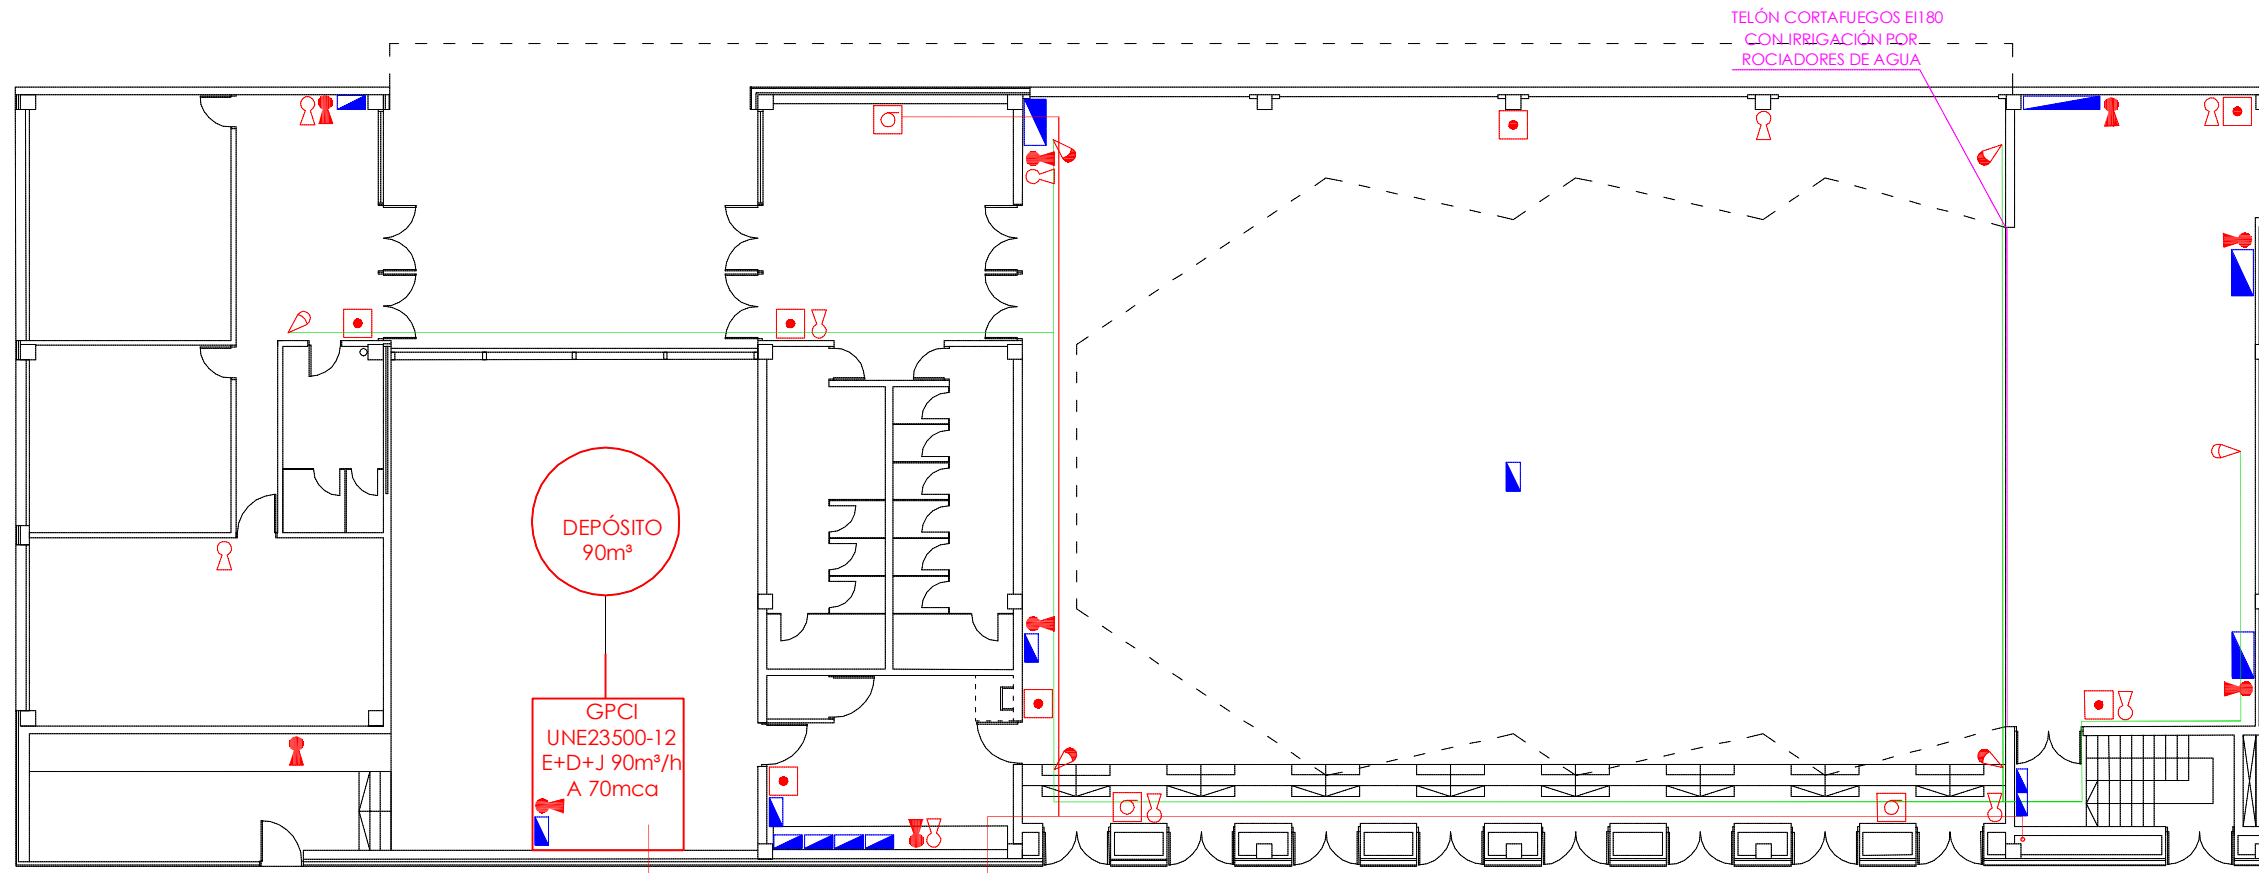 TELÓN CORTAFUEGOS EI180
CON IRRIGACIÓN POR
ROCIADORES DE AGUA
DEPÓSITO
90m³
GPCI
UNE23500-12
E+D+J 90m³/h
A 70mca